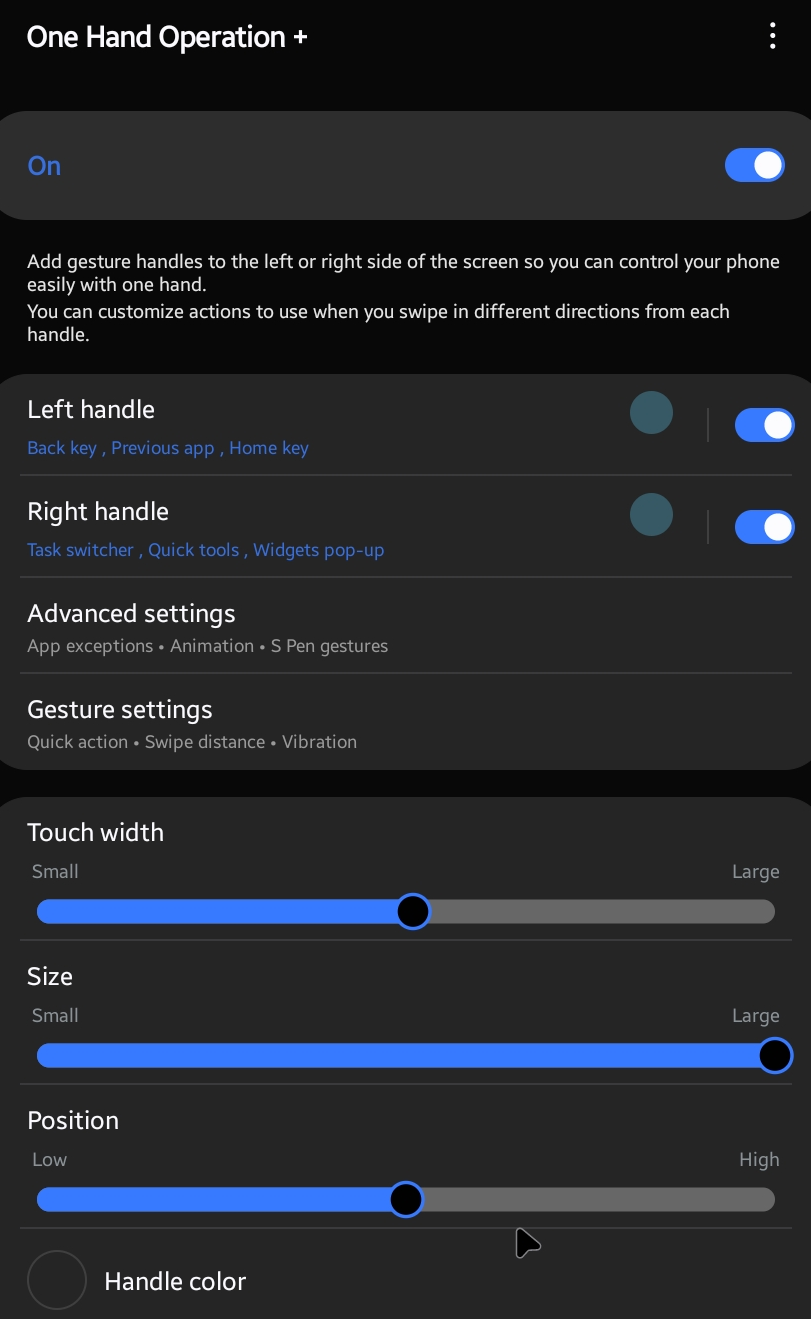 One Hand Operation +
On
Add gesture handles to the left or right side of the screen so you can control your phone
easily with one hand.
You can customize actions to use when you swipe in different directions from each
handle.
Left handle
Back key , Previous app , Home key
Right handle
Task switcher , Quick tools , Widgets pop-up
Advanced settings
App exceptions • Animation • S Pen gestures
Gesture settings
Quick action • Swipe distance • Vibration
Touch width
Small Large
Size
Small Large
Position
Low High
Handle color